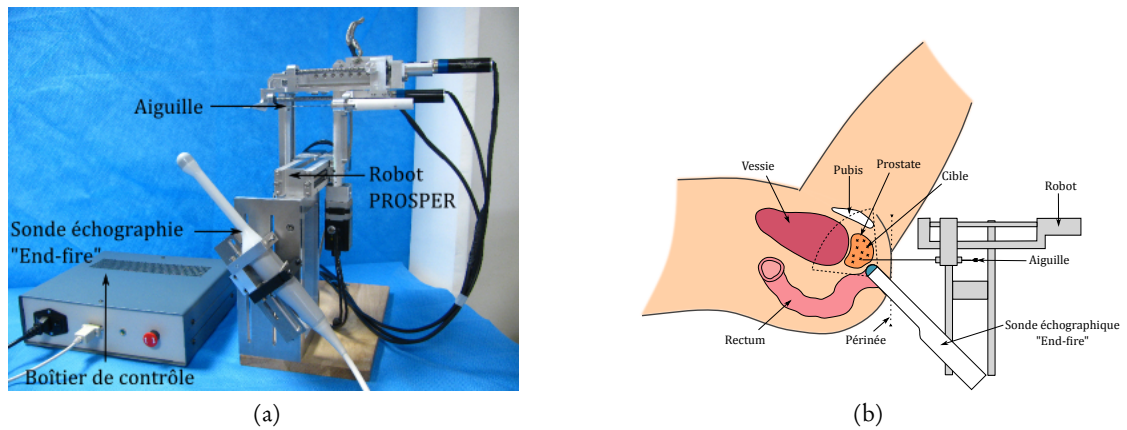 Aiguille
Robot
PROSPER
Sonde échographie
"End-fire"
Boîtier de contrôle
(a)
Vessie
Pubis
Prostate
Cible
Robot
Aiguille
Rectum
Périnée
Sonde échographique
"End-fire"
(b)